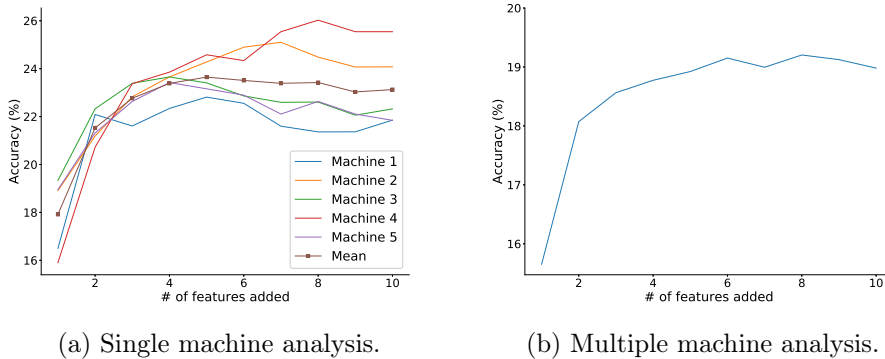 26
24
22
20
18
16
Accuracy (%)
Machine 1
Machine 2
Machine 3
Machine 4
Machine 5
Mean
2 4 6 8 10
# of features added
(a) Single machine analysis.
20
19
18
17
16
Accuracy (%)
2 4 6 8 10
# of features added
(b) Multiple machine analysis.